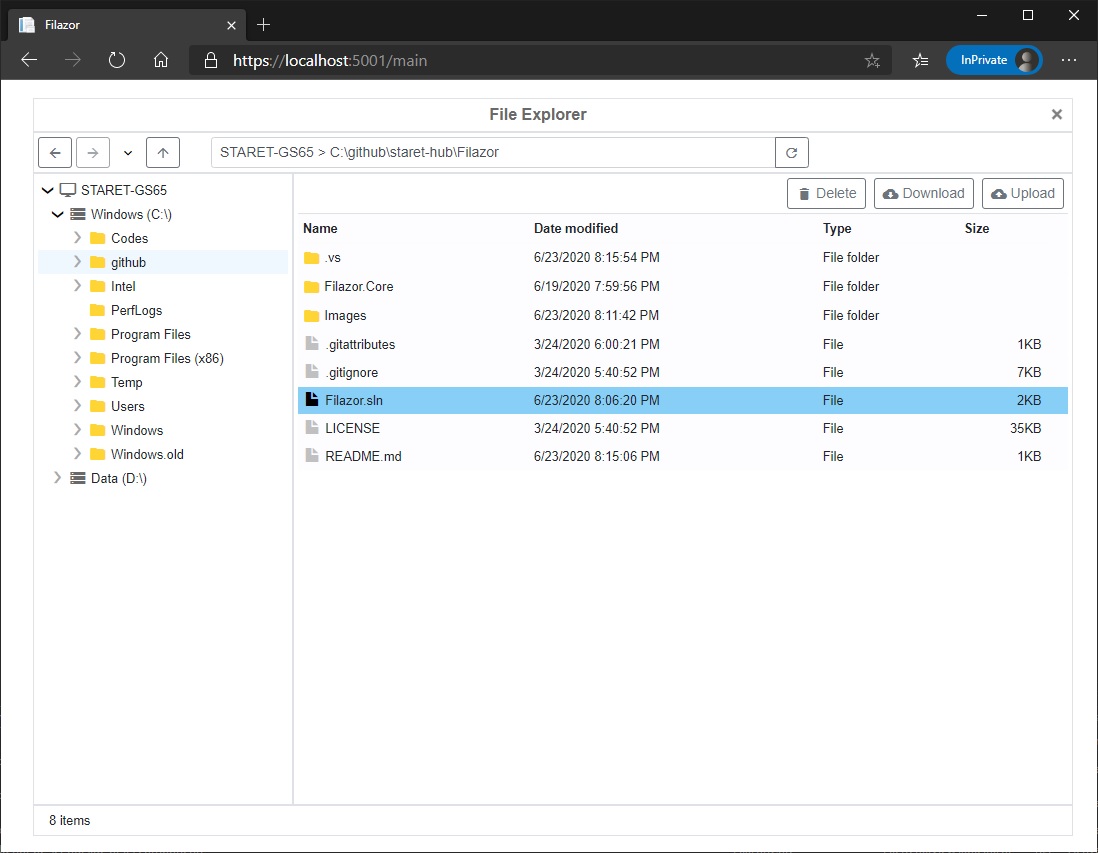 Filazor
https://localhost:5001/main
InPrivate
File Explorer
STARET-GS65 > C:\github\staret-hub\Filazor
STARET-GS65
Windows (C:\)
Codes
github
Intel
PerfLogs
Program Files
Program Files (x86)
Temp
Users
Windows
Windows.old
Data (D:\)
Delete Download Upload
Name Date modified Type Size
.vs 6/23/2020 8:15:54 PM File folder
Filazor.Core 6/19/2020 7:59:56 PM File folder
Images 6/23/2020 8:11:42 PM File folder
.gitattributes 3/24/2020 6:00:21 PM File 1KB
.gitignore 3/24/2020 5:40:52 PM File 7KB
Filazor.sln 6/23/2020 8:06:20 PM File 2KB
LICENSE 3/24/2020 5:40:52 PM File 35KB
README.md 6/23/2020 8:15:06 PM File 1KB
8 items